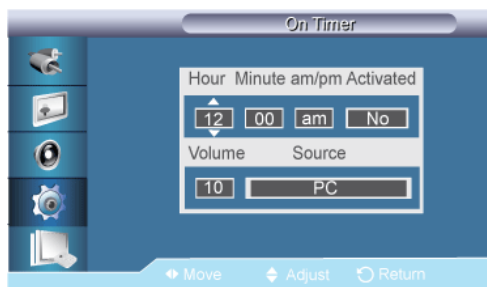 On Timer
Hour Minute am/pm Activated
12 00 am No
Volume Source
10 PC
Move Adjust Return